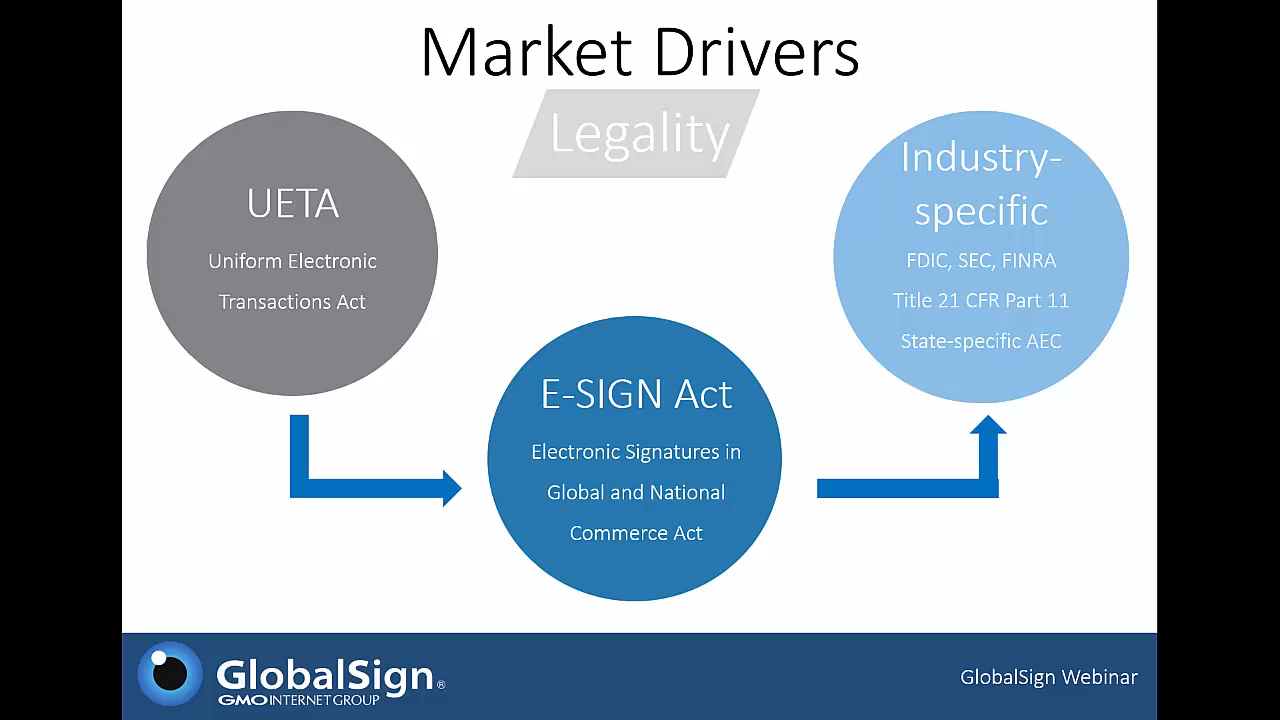 Market Drivers
Legality
UETA
Uniform Electronic
Transactions Act
E-SIGN Act
Electronic Signatures in
Global and National
Commerce Act
Industry-
specific
FDIC, SEC, FINRA
Title 21 CFR Part 11
State-specific AEC
GlobalSign®
GMO INTERNET GROUP
GlobalSign Webinar